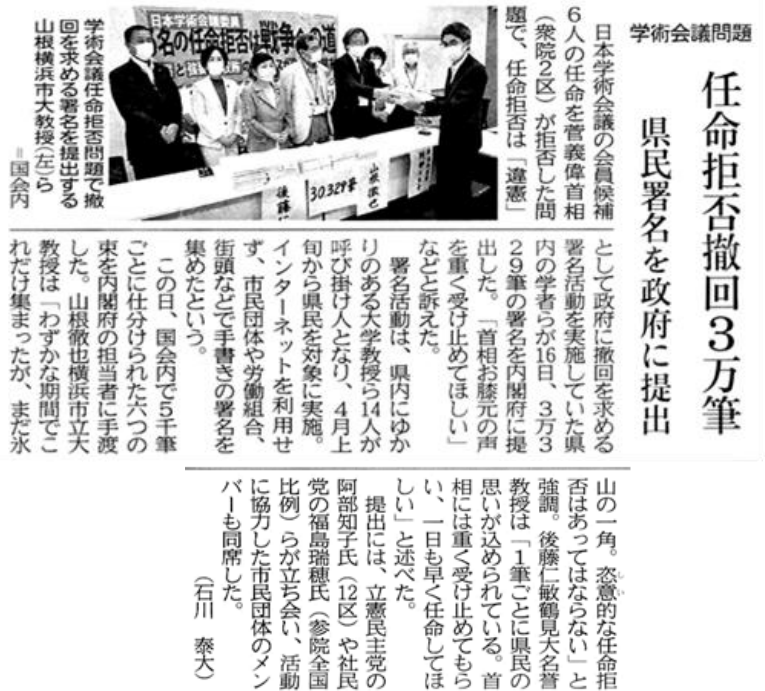 学術会議問題
任命拒否撤回3万筆
県民署名を政府に提出
日本学術会議の会員候補
6人の任命を菅義偉首相
（衆院2区）が拒否した問
題で、任命拒否は「違憲」
日本学術会議会員
名の任命拒否は戦争への道
30,329筆
山根徹也
後藤仁
学術会議任命拒否問題で撤
回を求める署名を提出する
山根横浜市大教授（左）ら
＝国会内
として政府に撤回を求める
署名活動を実施していた県
内の学者らが16日、3万3
29筆の署名を内閣府に提
出した。「首相お膝元の声
を重く受け止めてほしい」
などと訴えた。
署名活動は、県内にゆか
りのある大学教授ら14人が
呼び掛け人となり、4月上
旬から県民を対象に実施。
インターネットを利用せ
ず、市民団体や労働組合、
街頭などで手書きの署名を
集めたという。
この日、国会内で5千筆
ごとに仕分けられた六つの
束を内閣府の担当者に手渡
した。山根徹也横浜市立大
教授は「わずかな期間でこ
れだけ集まったが、まだ氷
山の一角。恣意的な任命拒
しい
否はあってはならない」と
強調。後藤仁敏鶴見大名誉
教授は「1筆ごとに県民の
思いが込められている。首
相には重く受け止めてもら
い、一日も早く任命してほ
しい」と述べた。
提出には、立憲民主党の
阿部知子氏（12区）や社民
党の福島瑞穂氏（参院全国
比例）らが立ち会い、活動
に協力した市民団体のメン
バーも同席した。
（石川 泰大）